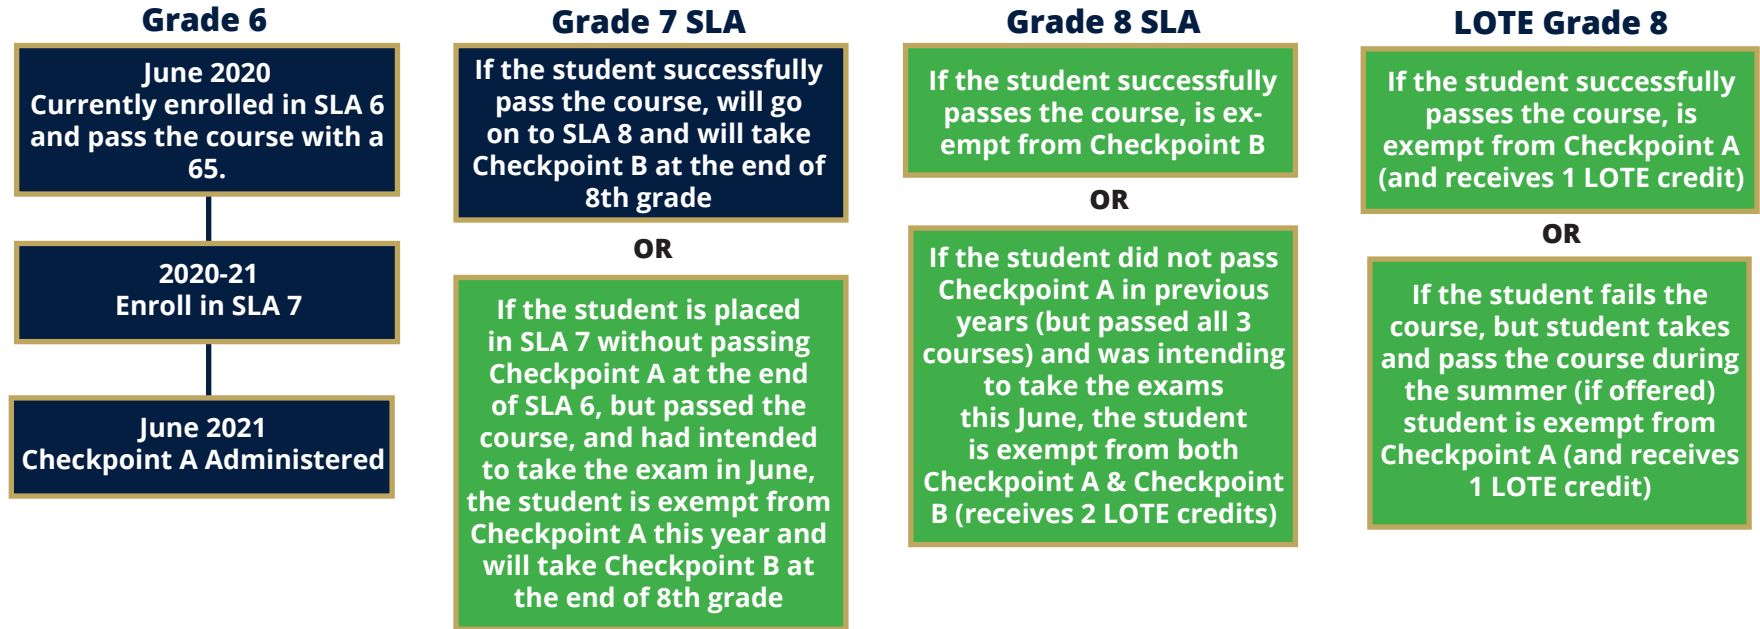 Grade 6
June 2020
Currently enrolled in SLA 6
and pass the course with a
65.
2020-21
Enroll in SLA 7
June 2021
Checkpoint A Administered
Grade 7 SLA
If the student successfully
pass the course, will go
on to SLA 8 and will take
Checkpoint B at the end of
8th grade
OR
If the student is placed
in SLA 7 without passing
Checkpoint A at the end
of SLA 6, but passed the
course, and had intended
to take the exam in June,
the student is exempt from
Checkpoint A this year and
will take Checkpoint B at
the end of 8th grade
Grade 8 SLA
If the student successfully
passes the course, is ex-
empt from Checkpoint B
OR
If the student did not pass
Checkpoint A in previous
years (but passed all 3
courses) and was intending
to take the exams
this June, the student
is exempt from both
Checkpoint A & Checkpoint
B (receives 2 LOTE credits)
LOTE Grade 8
If the student successfully
passes the course, is
exempt from Checkpoint A
(and receives 1 LOTE credit)
OR
If the student fails the
course, but student takes
and pass the course during
the summer (if offered)
student is exempt from
Checkpoint A (and receives
1 LOTE credit)